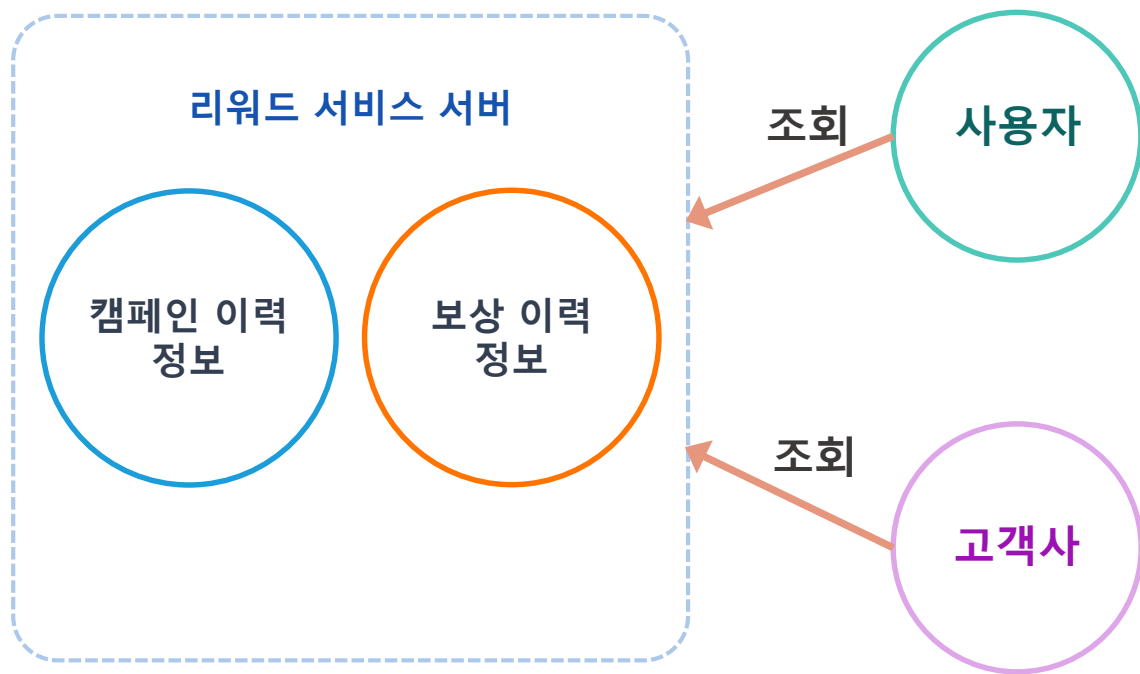 리워드 서비스 서버
캠페인 이력
정보
보상 이력
정보
조회
사용자
조회
고객사